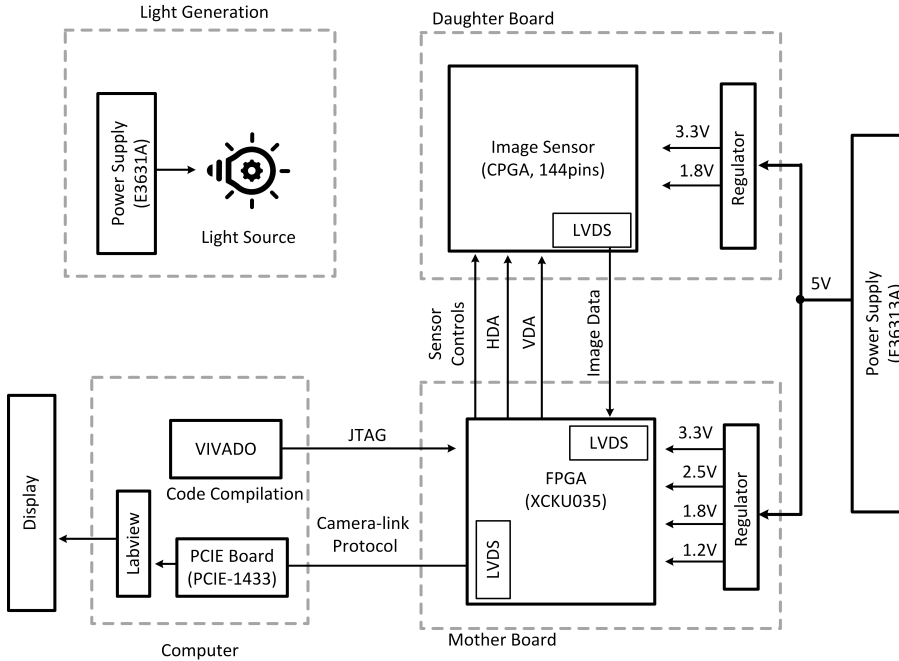 Light Generation
Daughter Board
Power Supply
(E3631A)
Light Source
Image Sensor
(CPGA, 144pins)
LVDS
3.3V
1.8V
Regulator
5V
Power Supply
(E36313A)
Sensor
Controls
HDA
VDA
Image Data
Display
VIVADO
Code Compilation
JTAG
Labview
PCIE Board
(PCIE-1433)
Camera-link
Protocol
Computer
LVDS
FPGA
(XCKU035)
LVDS
3.3V
2.5V
1.8V
1.2V
Regulator
Mother Board